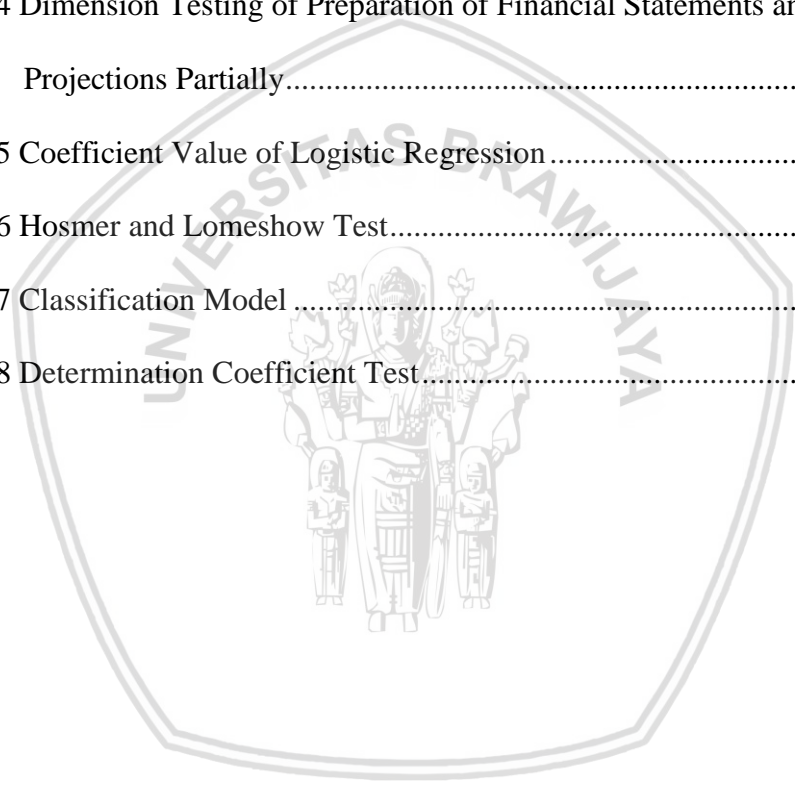 4 Dimension Testing of Preparation of Financial Statements an
Projections Partially..............................................................
5 Coefficient Value of Logistic Regression..............................
6 Hosmer and Lomeshow Test..................................................
7 Classification Model..............................................................
8 Determination Coefficient Test..............................................
UNIVERSITAS BRAWIJAYA